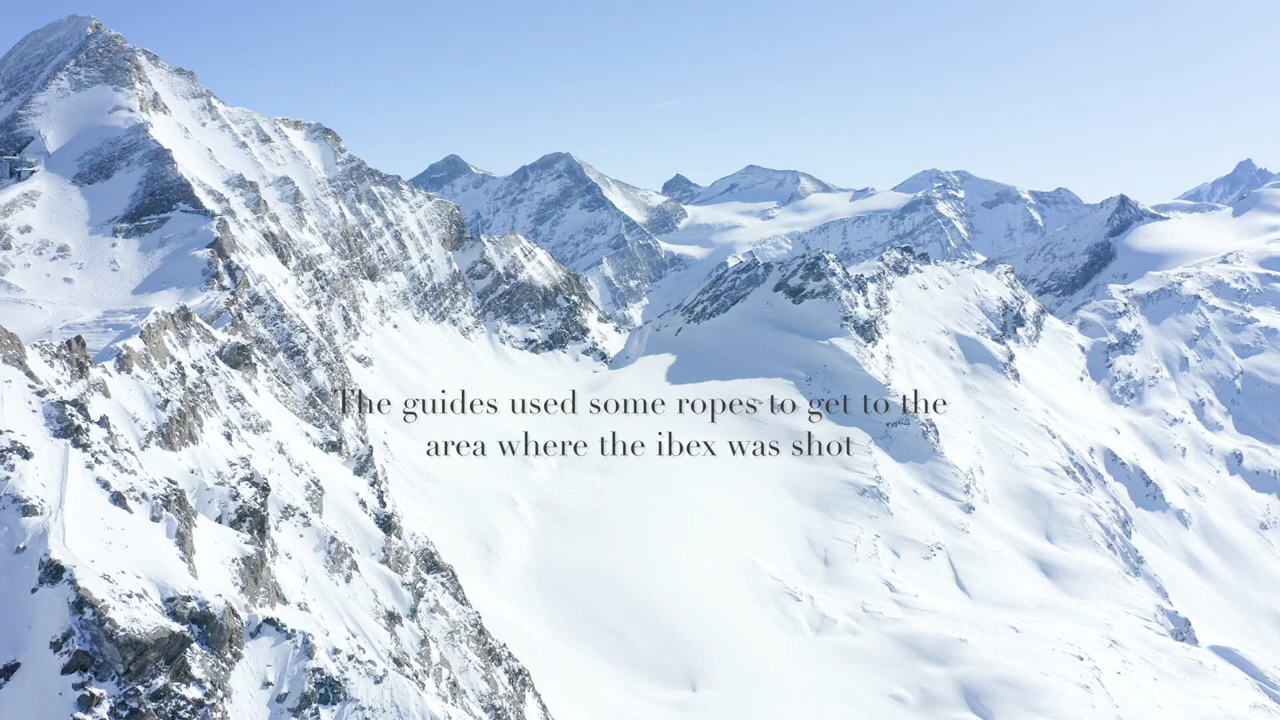 The guides used some ropes to get to the
area where the ibex was shot